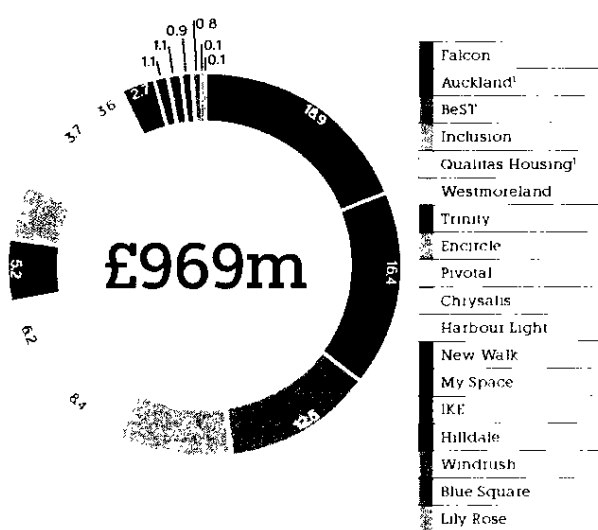 0.8
0.9
0.1
1.1
0.1
1.1
2.7
3.6
18.9
3.7
5.2
£969m
16.4
6.2
8.4
12.5
Falcon
Auckland¹
BeST
Inclusion
Qualitas Housing¹
Westmoreland
Trinity
Encircle
Pivotal
Chrysalis
Harbour Light
New Walk
My Space
IKE
Hilldale
Windrush
Blue Square
Lily Rose